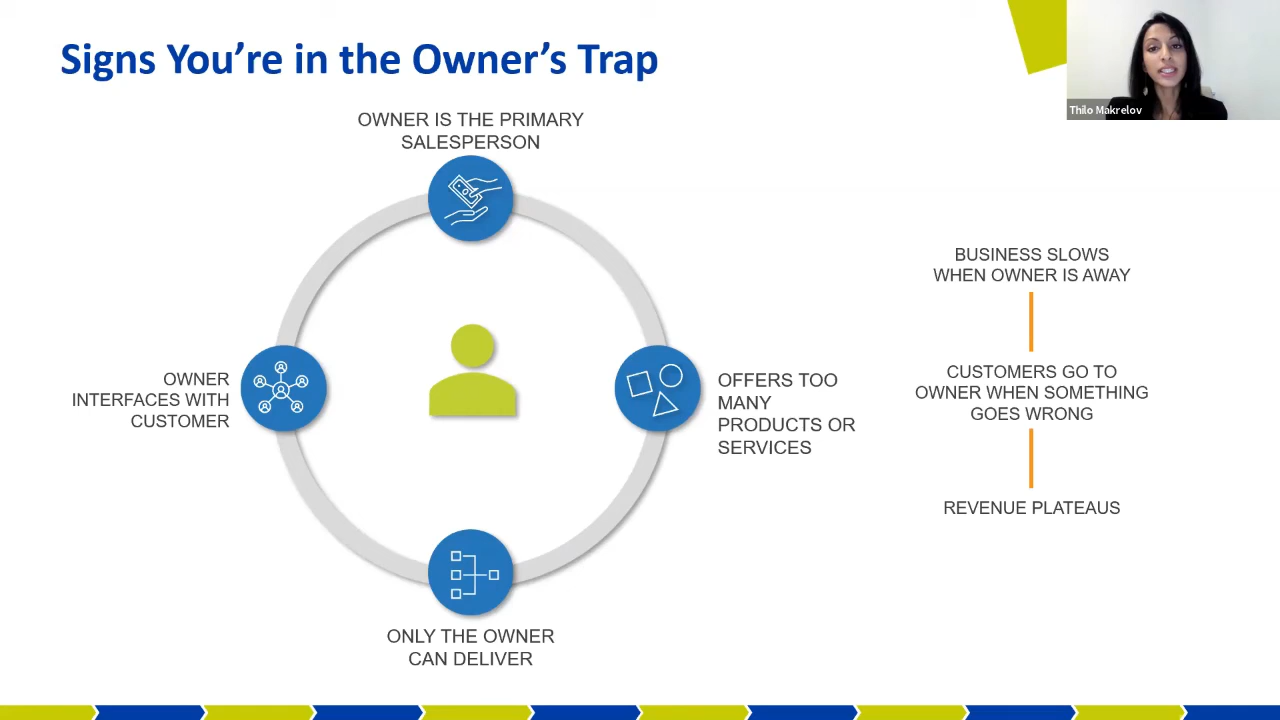 Signs You’re in the Owner’s Trap
Thilo Makrelov
OWNER IS THE PRIMARY
SALESPERSON
OWNER
INTERFACES WITH
CUSTOMER
OFFERS TOO
MANY
PRODUCTS OR
SERVICES
ONLY THE OWNER
CAN DELIVER
BUSINESS SLOWS
WHEN OWNER IS AWAY
CUSTOMERS GO TO
OWNER WHEN SOMETHING
GOES WRONG
REVENUE PLATEAUS